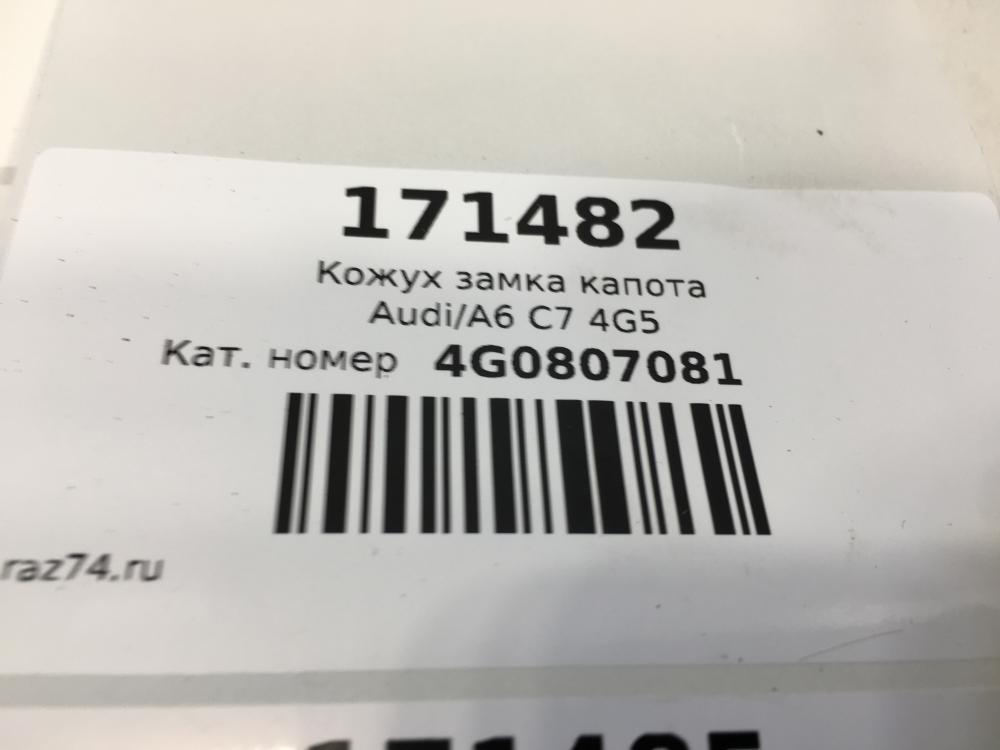 171482
Кожух замка капота
Audi/A6 C7 4G5
Кат. номер 4G0807081
raz74.ru